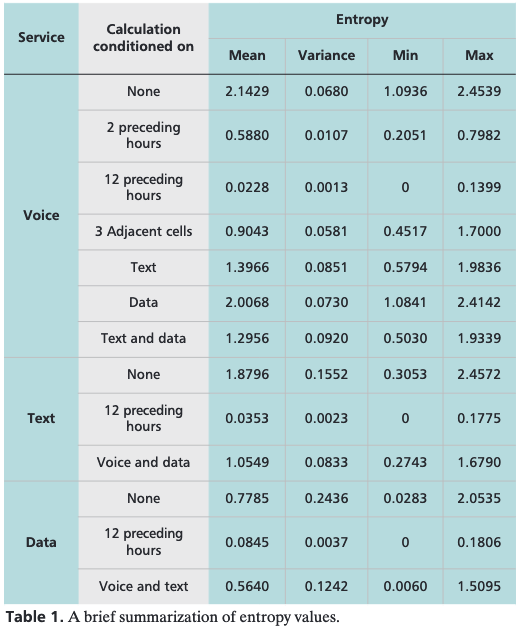 Service Calculation conditioned on Entropy
Mean Variance Min Max
Voice
None 2.1429 0.0680 1.0936 2.4539
2 preceding hours 0.5880 0.0107 0.2051 0.7982
12 preceding hours 0.0228 0.0013 0 0.1399
3 Adjacent cells 0.9043 0.0581 0.4517 1.7000
Text 1.3966 0.0851 0.5794 1.9836
Data 2.0068 0.0730 1.0841 2.4142
Text and data 1.2956 0.0920 0.5030 1.9339
Text
None 1.8796 0.1552 0.3053 2.4572
12 preceding hours 0.0353 0.0023 0 0.1775
Voice and data 1.0549 0.0833 0.2743 1.6790
Data
None 0.7785 0.2436 0.0283 2.0535
12 preceding hours 0.0845 0.0037 0 0.1806
Voice and text 0.5640 0.1242 0.0060 1.5095
Table 1. A brief summarization of entropy values.